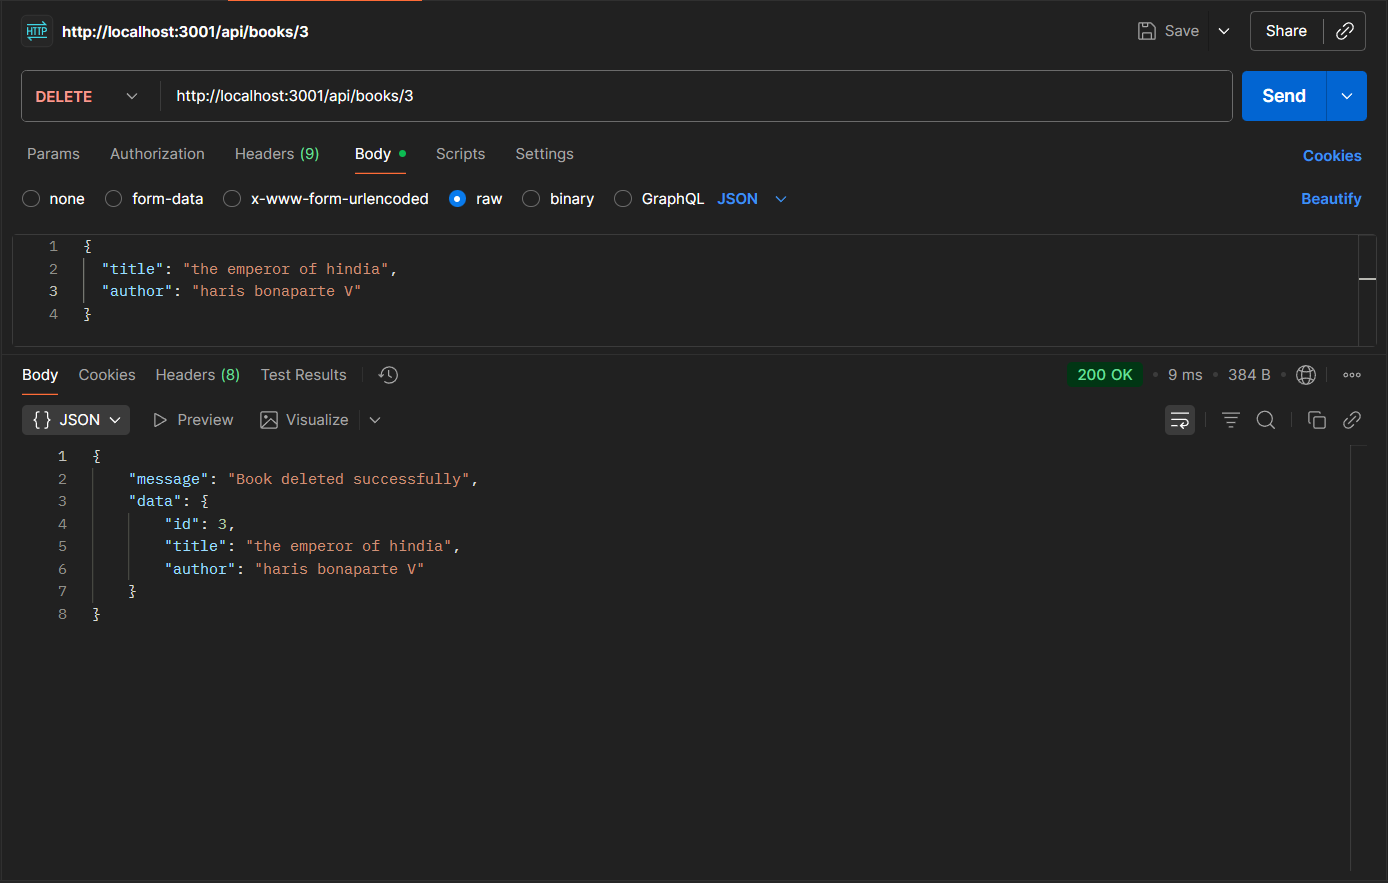 HTTP http://localhost:3001/api/books/3 Save Share
DELETE http://localhost:3001/api/books/3 Send
Params Authorization Headers (9) Body Scripts Settings Cookies
none form-data x-www-form-urlencoded raw binary GraphQL JSON Beautify
1 {
2 "title": "the emperor of hindia",
3 "author": "haris bonaparte V"
4 }
Body Cookies Headers (8) Test Results 200 OK • 9 ms • 384 B •
{} JSON Preview Visualize
1 {
2 "message": "Book deleted successfully",
3 "data": {
4 "id": 3,
5 "title": "the emperor of hindia",
6 "author": "haris bonaparte V"
7 }
8 }